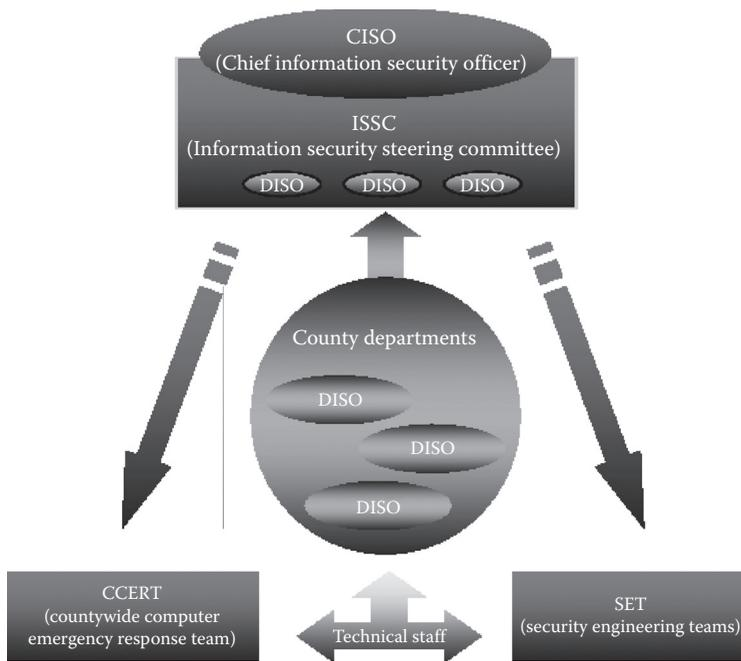 CISO
(Chief information security officer)
ISSC
(Information security steering committee)
DISO DISO DISO
County departments
DISO
DISO
DISO
CCERT
(countywide computer
emergency response team)
Technical staff
SET
(security engineering teams)